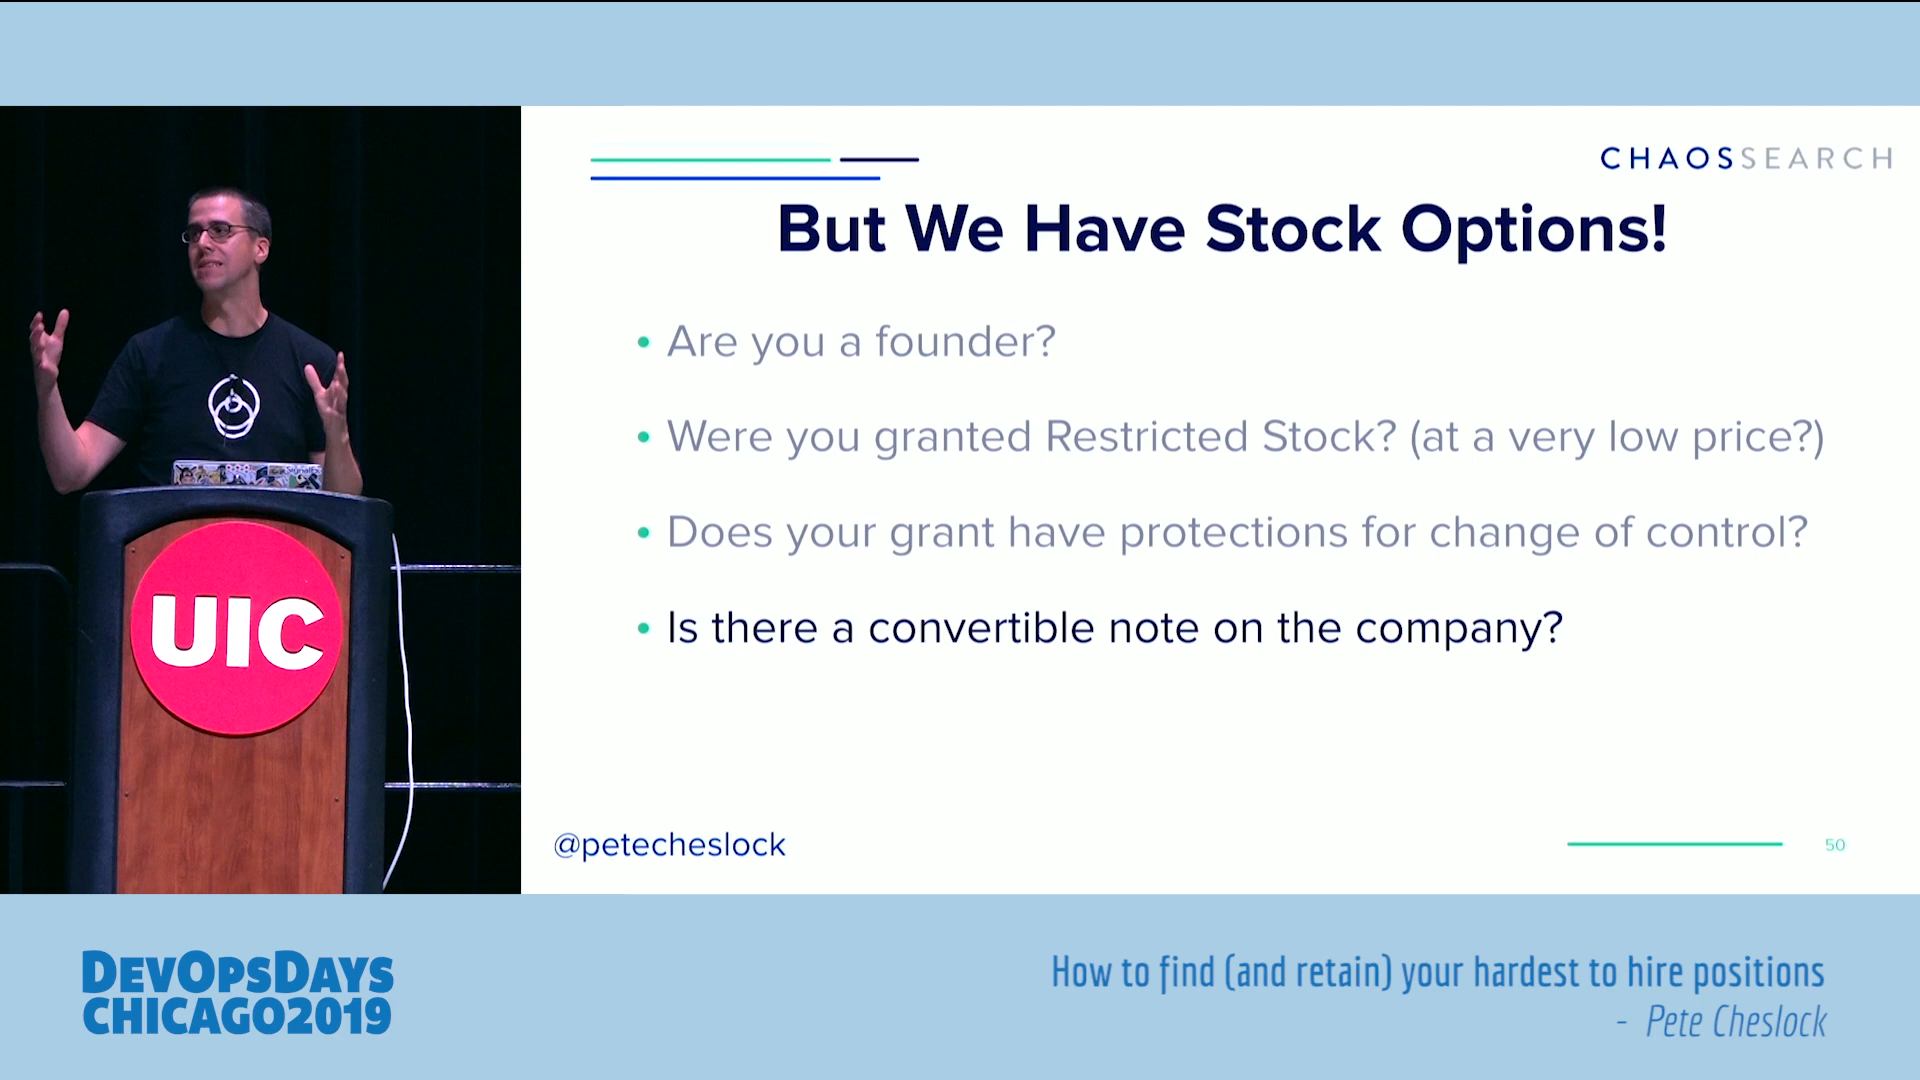 CHAOSSEARCH
But We Have Stock Options!
• Are you a founder?
• Were you granted Restricted Stock? (at a very low price?)
• Does your grant have protections for change of control?
• Is there a convertible note on the company?
@petecheslock
50
UIC
DEVOPSDAYS
CHICAGO2019
How to find (and retain) your hardest to hire positions
- Pete Cheslock